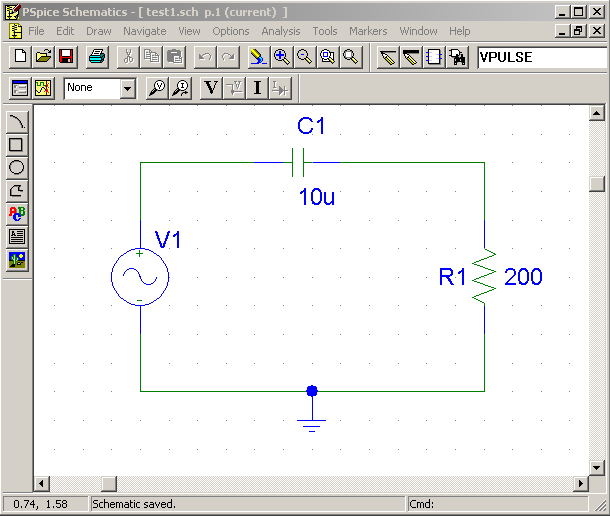 PSpice Schematics - [ test1.sch  p.1 (current)  ]
File Edit Draw Navigate View Options Analysis Tools Markers Window Help
VPULSE
None
V I V I
C1
10u
V1
+
-
R1 200
ABC
0.74, 1.58 Schematic saved. Cmd: